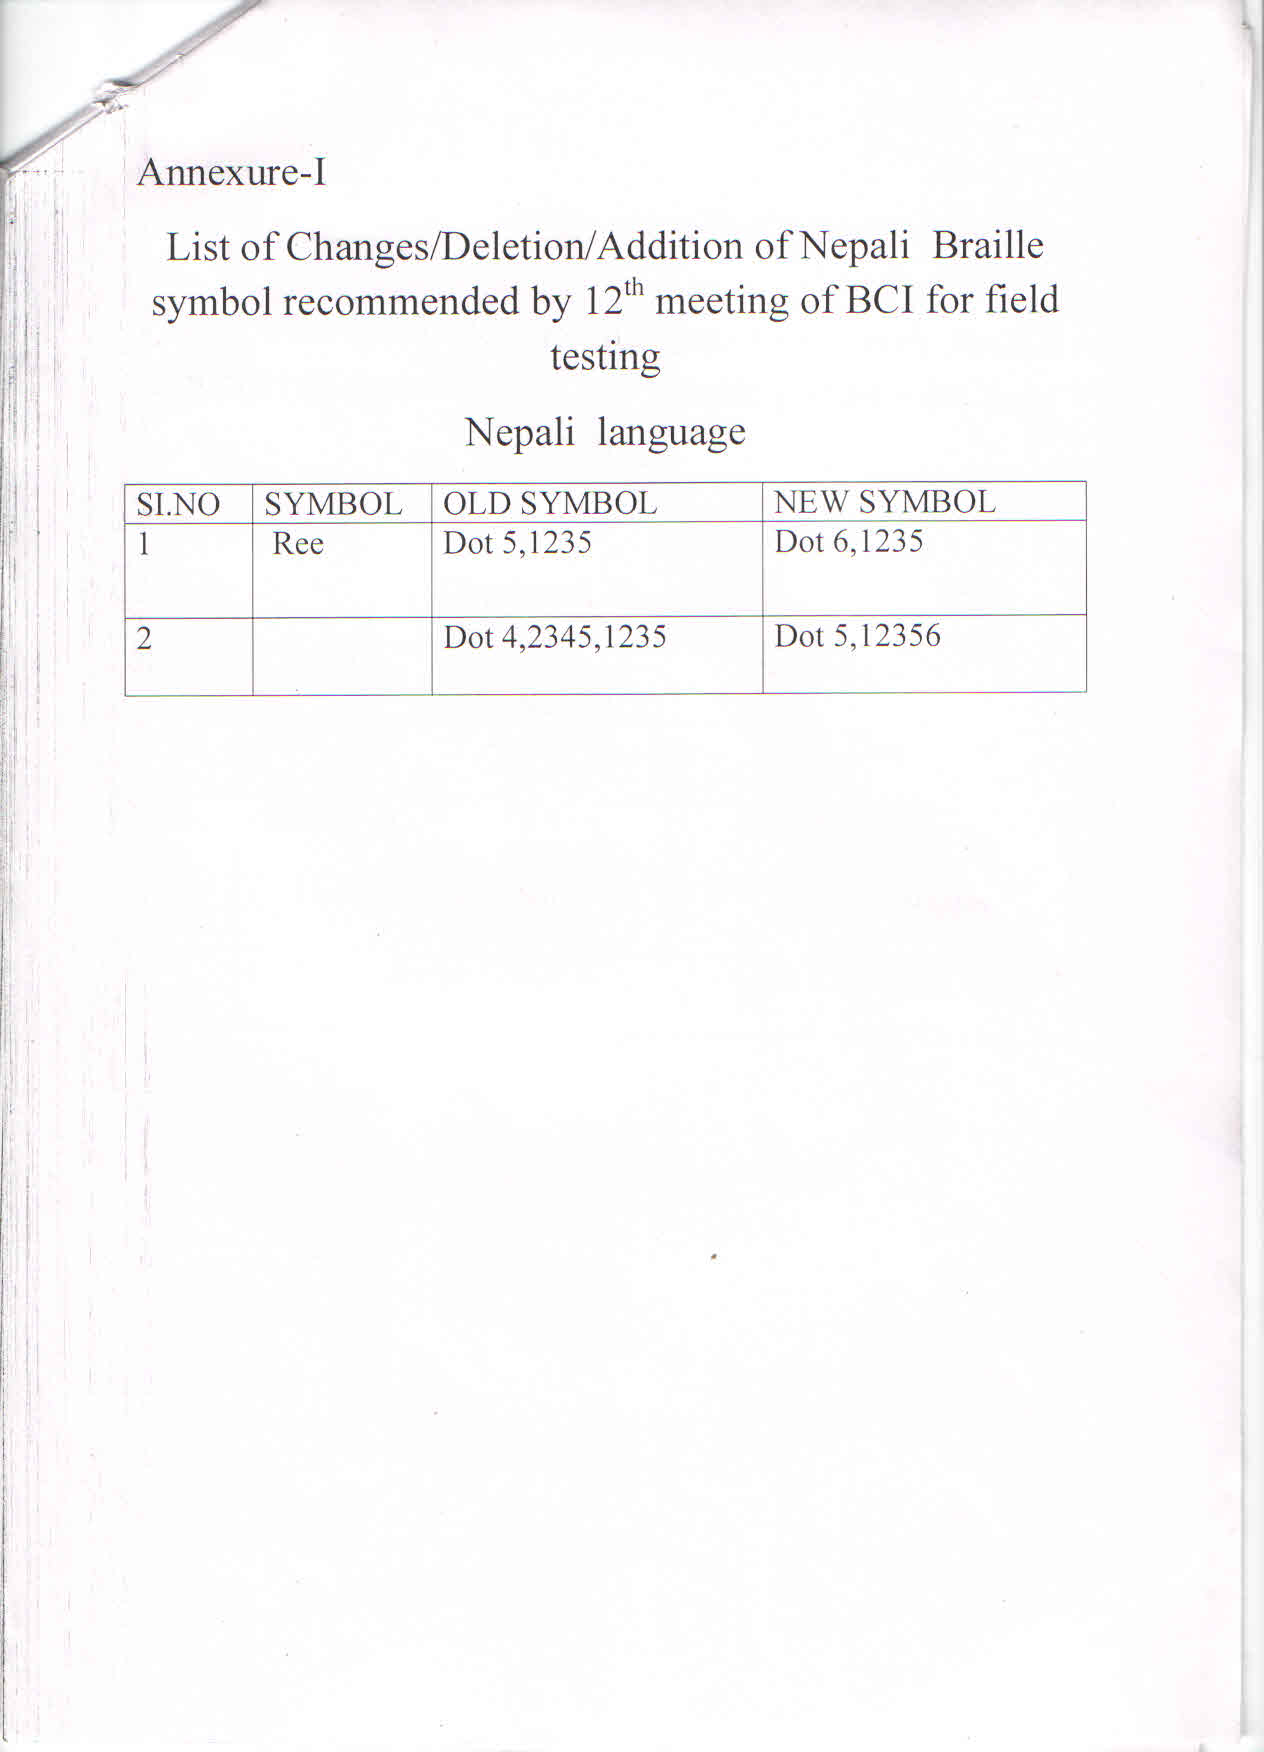 Annexure-I
List of Changes/Deletion/Addition of Nepali Braille
symbol recommended by 12th meeting of BCI for field
testing
Nepali language
SI.NO SYMBOL OLD SYMBOL NEW SYMBOL
1 Ree Dot 5,1235 Dot 6,1235
2 Dot 4,2345,1235 Dot 5,12356